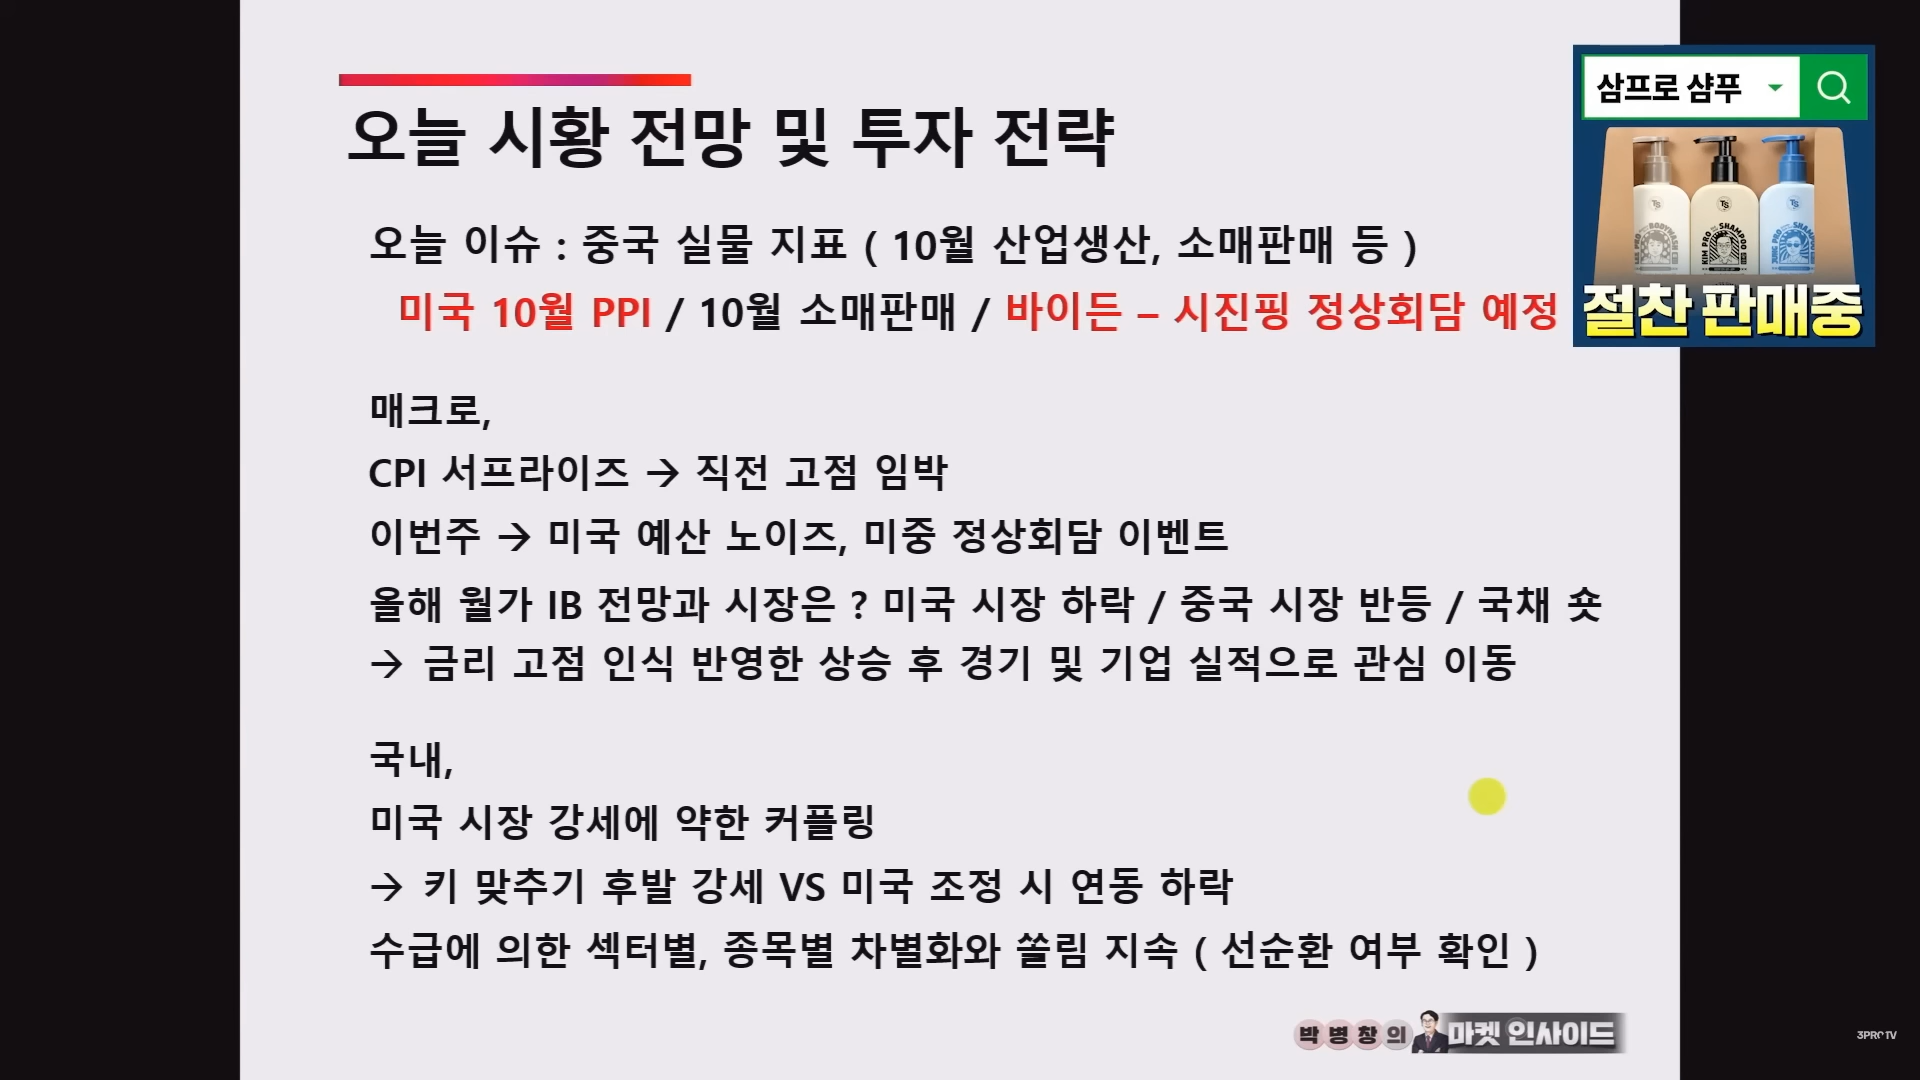 오늘 시황 전망 및 투자 전략
오늘 이슈 : 중국 실물 지표 ( 10월 산업생산, 소매판매 등 )
미국 10월 PPI / 10월 소매판매 / 바이든 – 시진핑 정상회담 예정
매크로,
CPI 서프라이즈 → 직전 고점 임박
이번주 → 미국 예산 노이즈, 미중 정상회담 이벤트
올해 월가 IB 전망과 시장은 ? 미국 시장 하락 / 중국 시장 반등 / 국채 숏
→ 금리 고점 인식 반영한 상승 후 경기 및 기업 실적으로 관심 이동
국내,
미국 시장 강세에 약한 커플링
→ 키 맞추기 후발 강세 VS 미국 조정 시 연동 하락
수급에 의한 섹터별, 종목별 차별화와 쏠림 지속 ( 선순환 여부 확인 )
삼프로 샴푸
TS
TS
TS
BODYWASH
KIM PRO SHAMPOO
JUNG PRO SHAMPOO
절찬 판매중
박병창의 마켓 인사이드
3PROTV